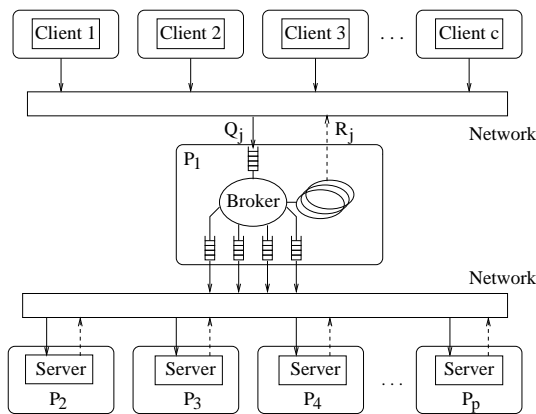 Client 1 Client 2 Client 3 . . . Client c
Q_j R_j Network
P_1
Broker
Network
Server Server Server Server
P_2 P_3 P_4 . . . P_p